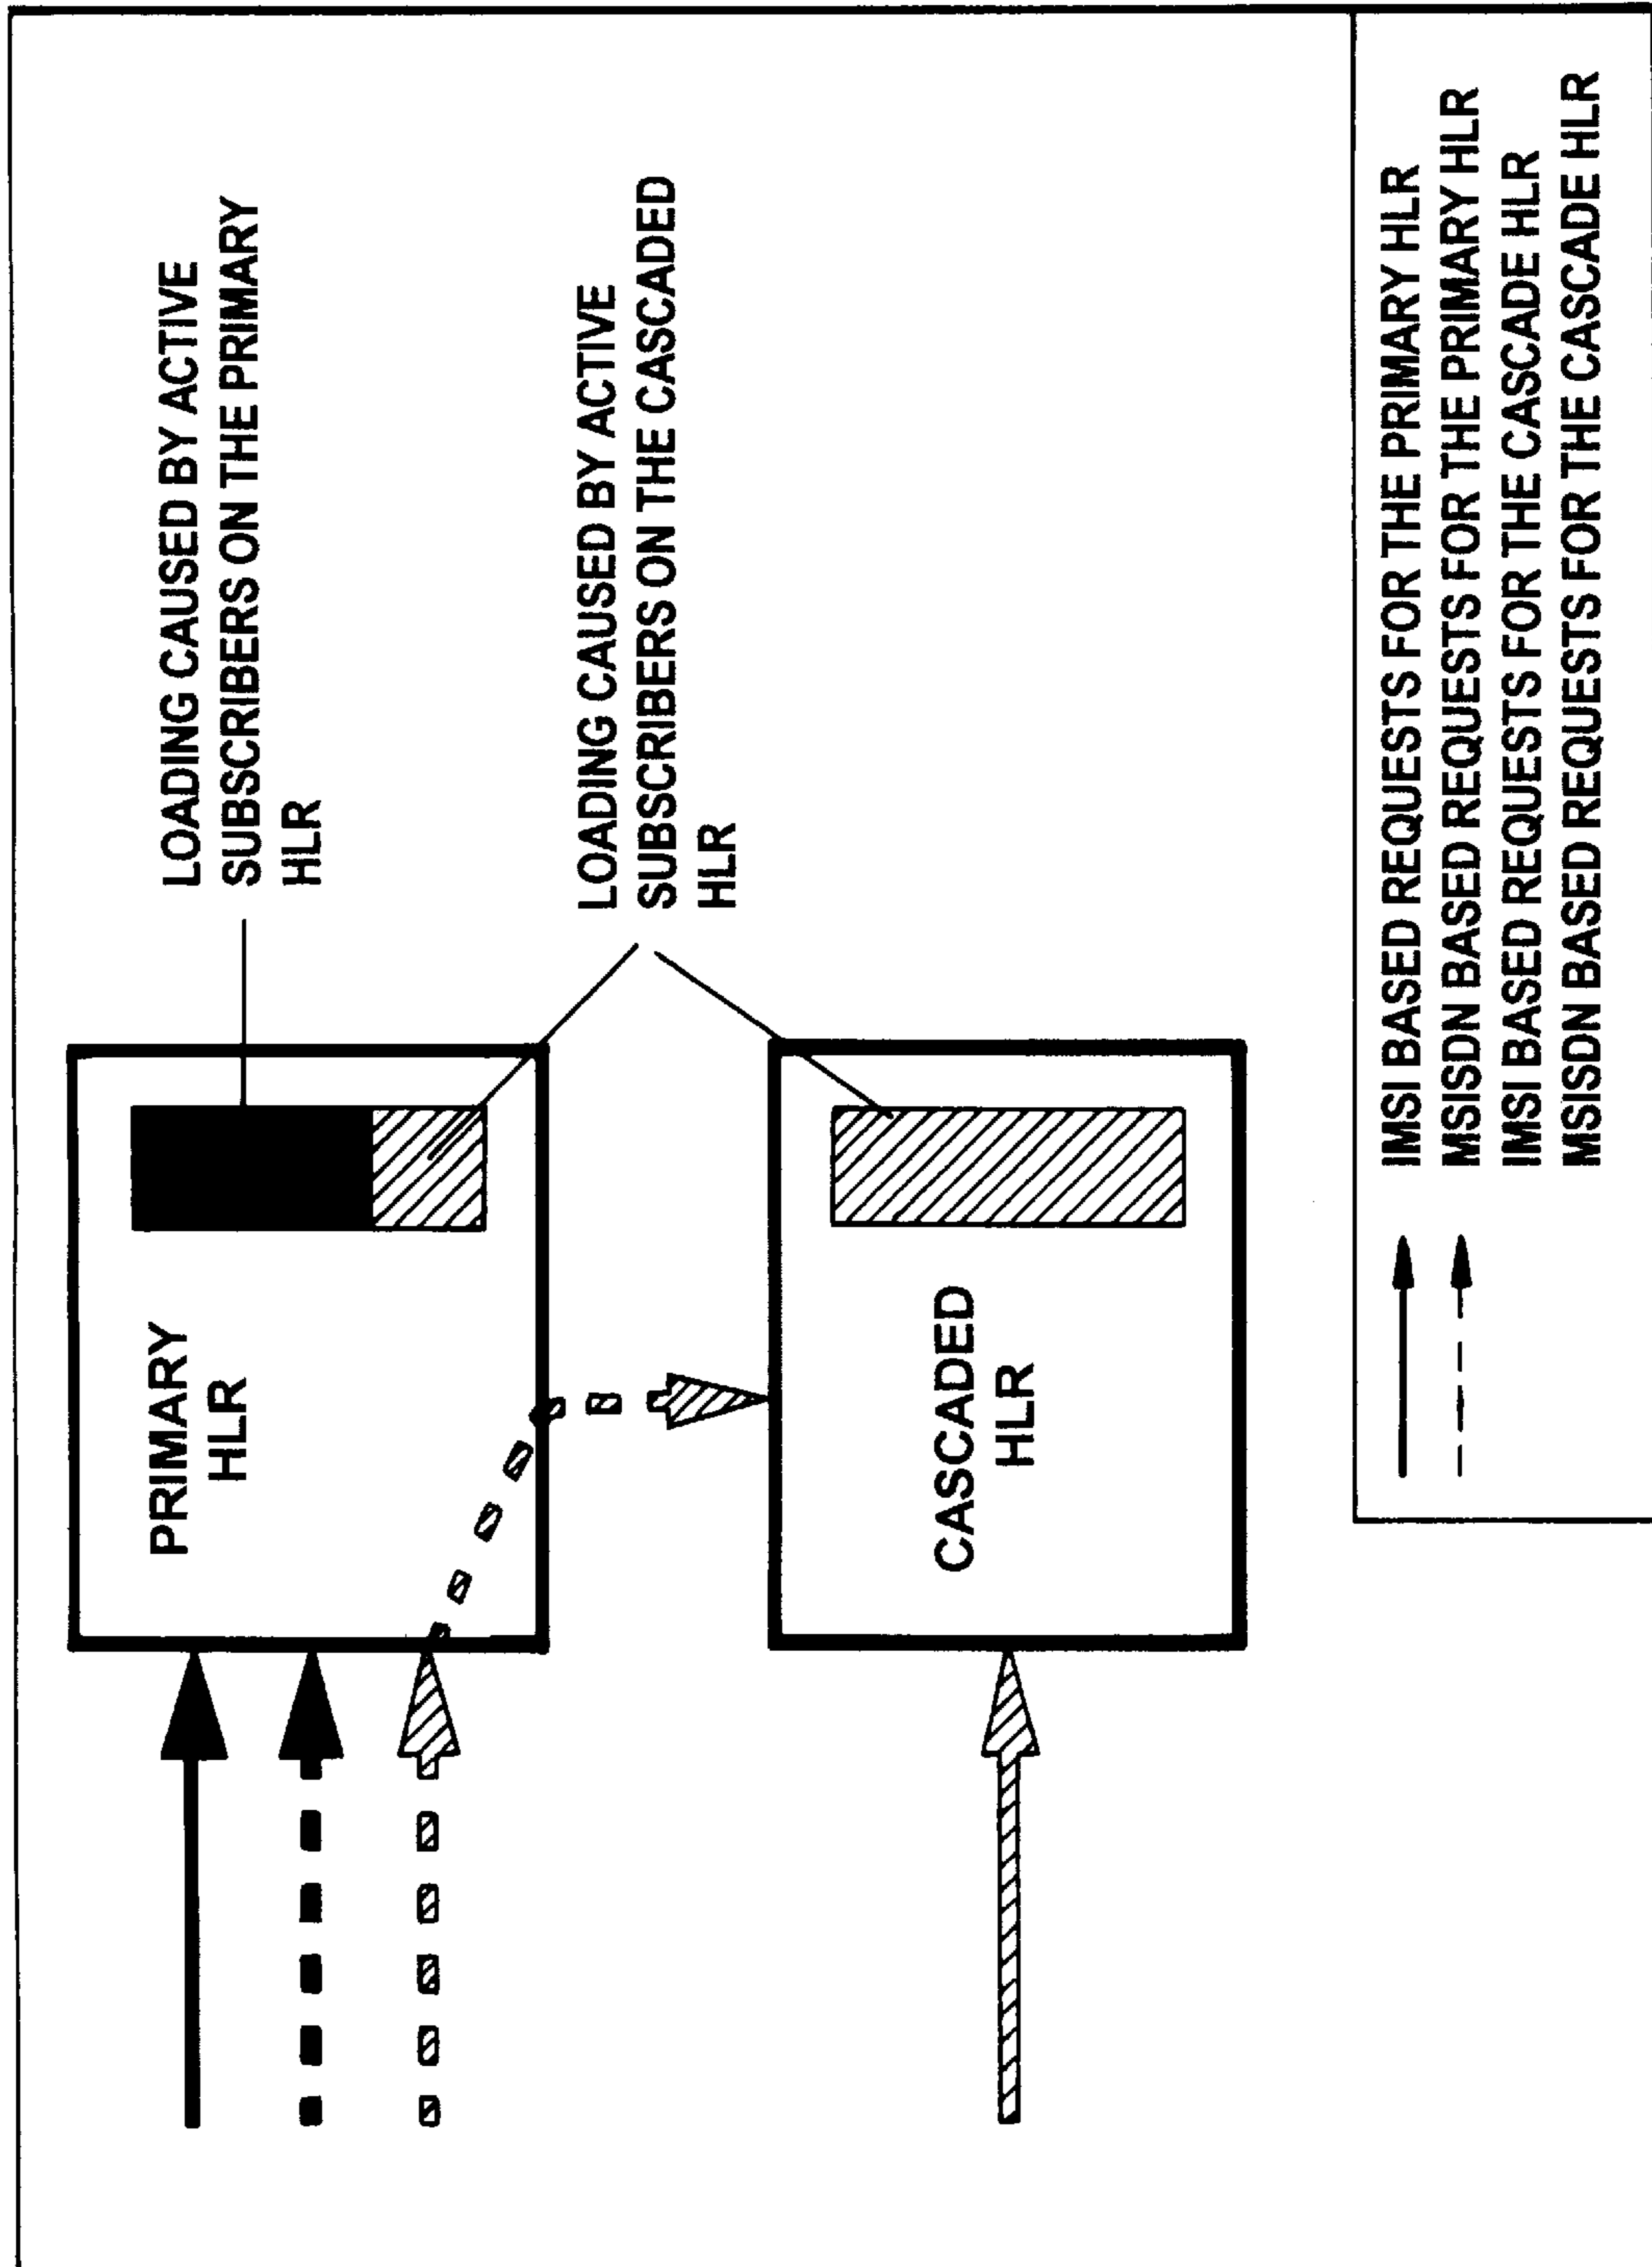 PRIMARY
HLR
LOADING CAUSED BY ACTIVE
SUBSCRIBERS ON THE PRIMARY
HLR
LOADING CAUSED BY ACTIVE
SUBSCRIBERS ON THE CASCADED
HLR
CASCADED
HLR
IMSI BASED REQUESTS FOR THE PRIMARY HLR
MSISDN BASED REQUESTS FOR THE PRIMARY HLR
IMSI BASED REQUESTS FOR THE CASCADE HLR
MSISDN BASED REQUESTS FOR THE CASCADE HLR